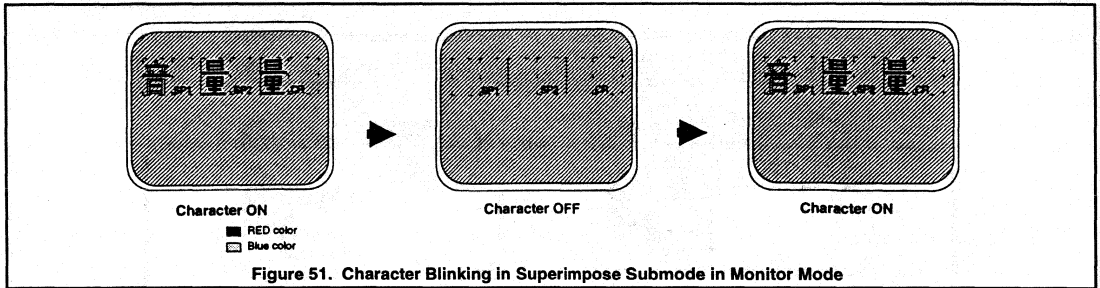 音 SP1 量 SP2 量 CR
SP1 SP2 CR
音 SP1 量 SP2 量 CR
Character ON
RED color
Blue color
Character OFF
Character ON
Figure 51. Character Blinking in Superimpose Submode in Monitor Mode